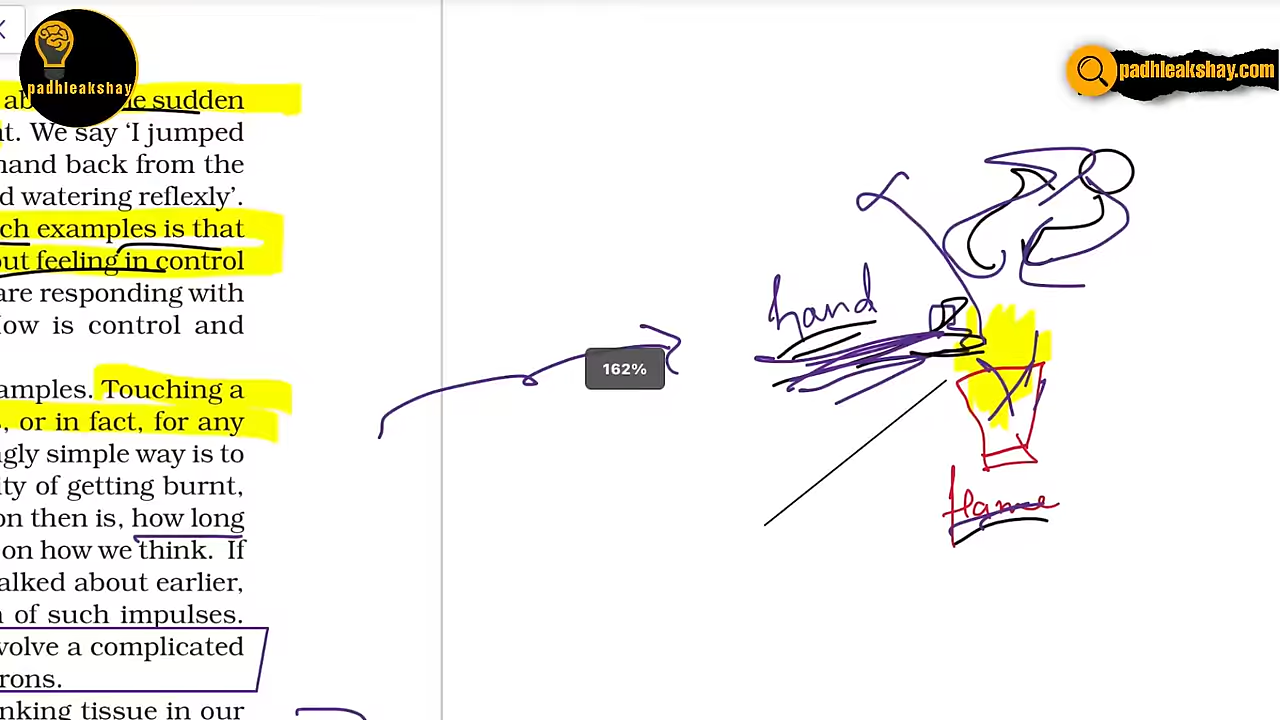 padhleakshay
padhleakshay.com
sudden
t. We say ‘I jumped
hand back from the
d watering reflexly’.
ch examples is that
out feeling in control
are responding with
How is control and
amples. Touching a
, or in fact, for any
gly simple way is to
ity of getting burnt,
on then is, how long
on how we think. If
alked about earlier,
of such impulses.
volve a complicated
rons.
nking tissue in our
162%
hand
flame